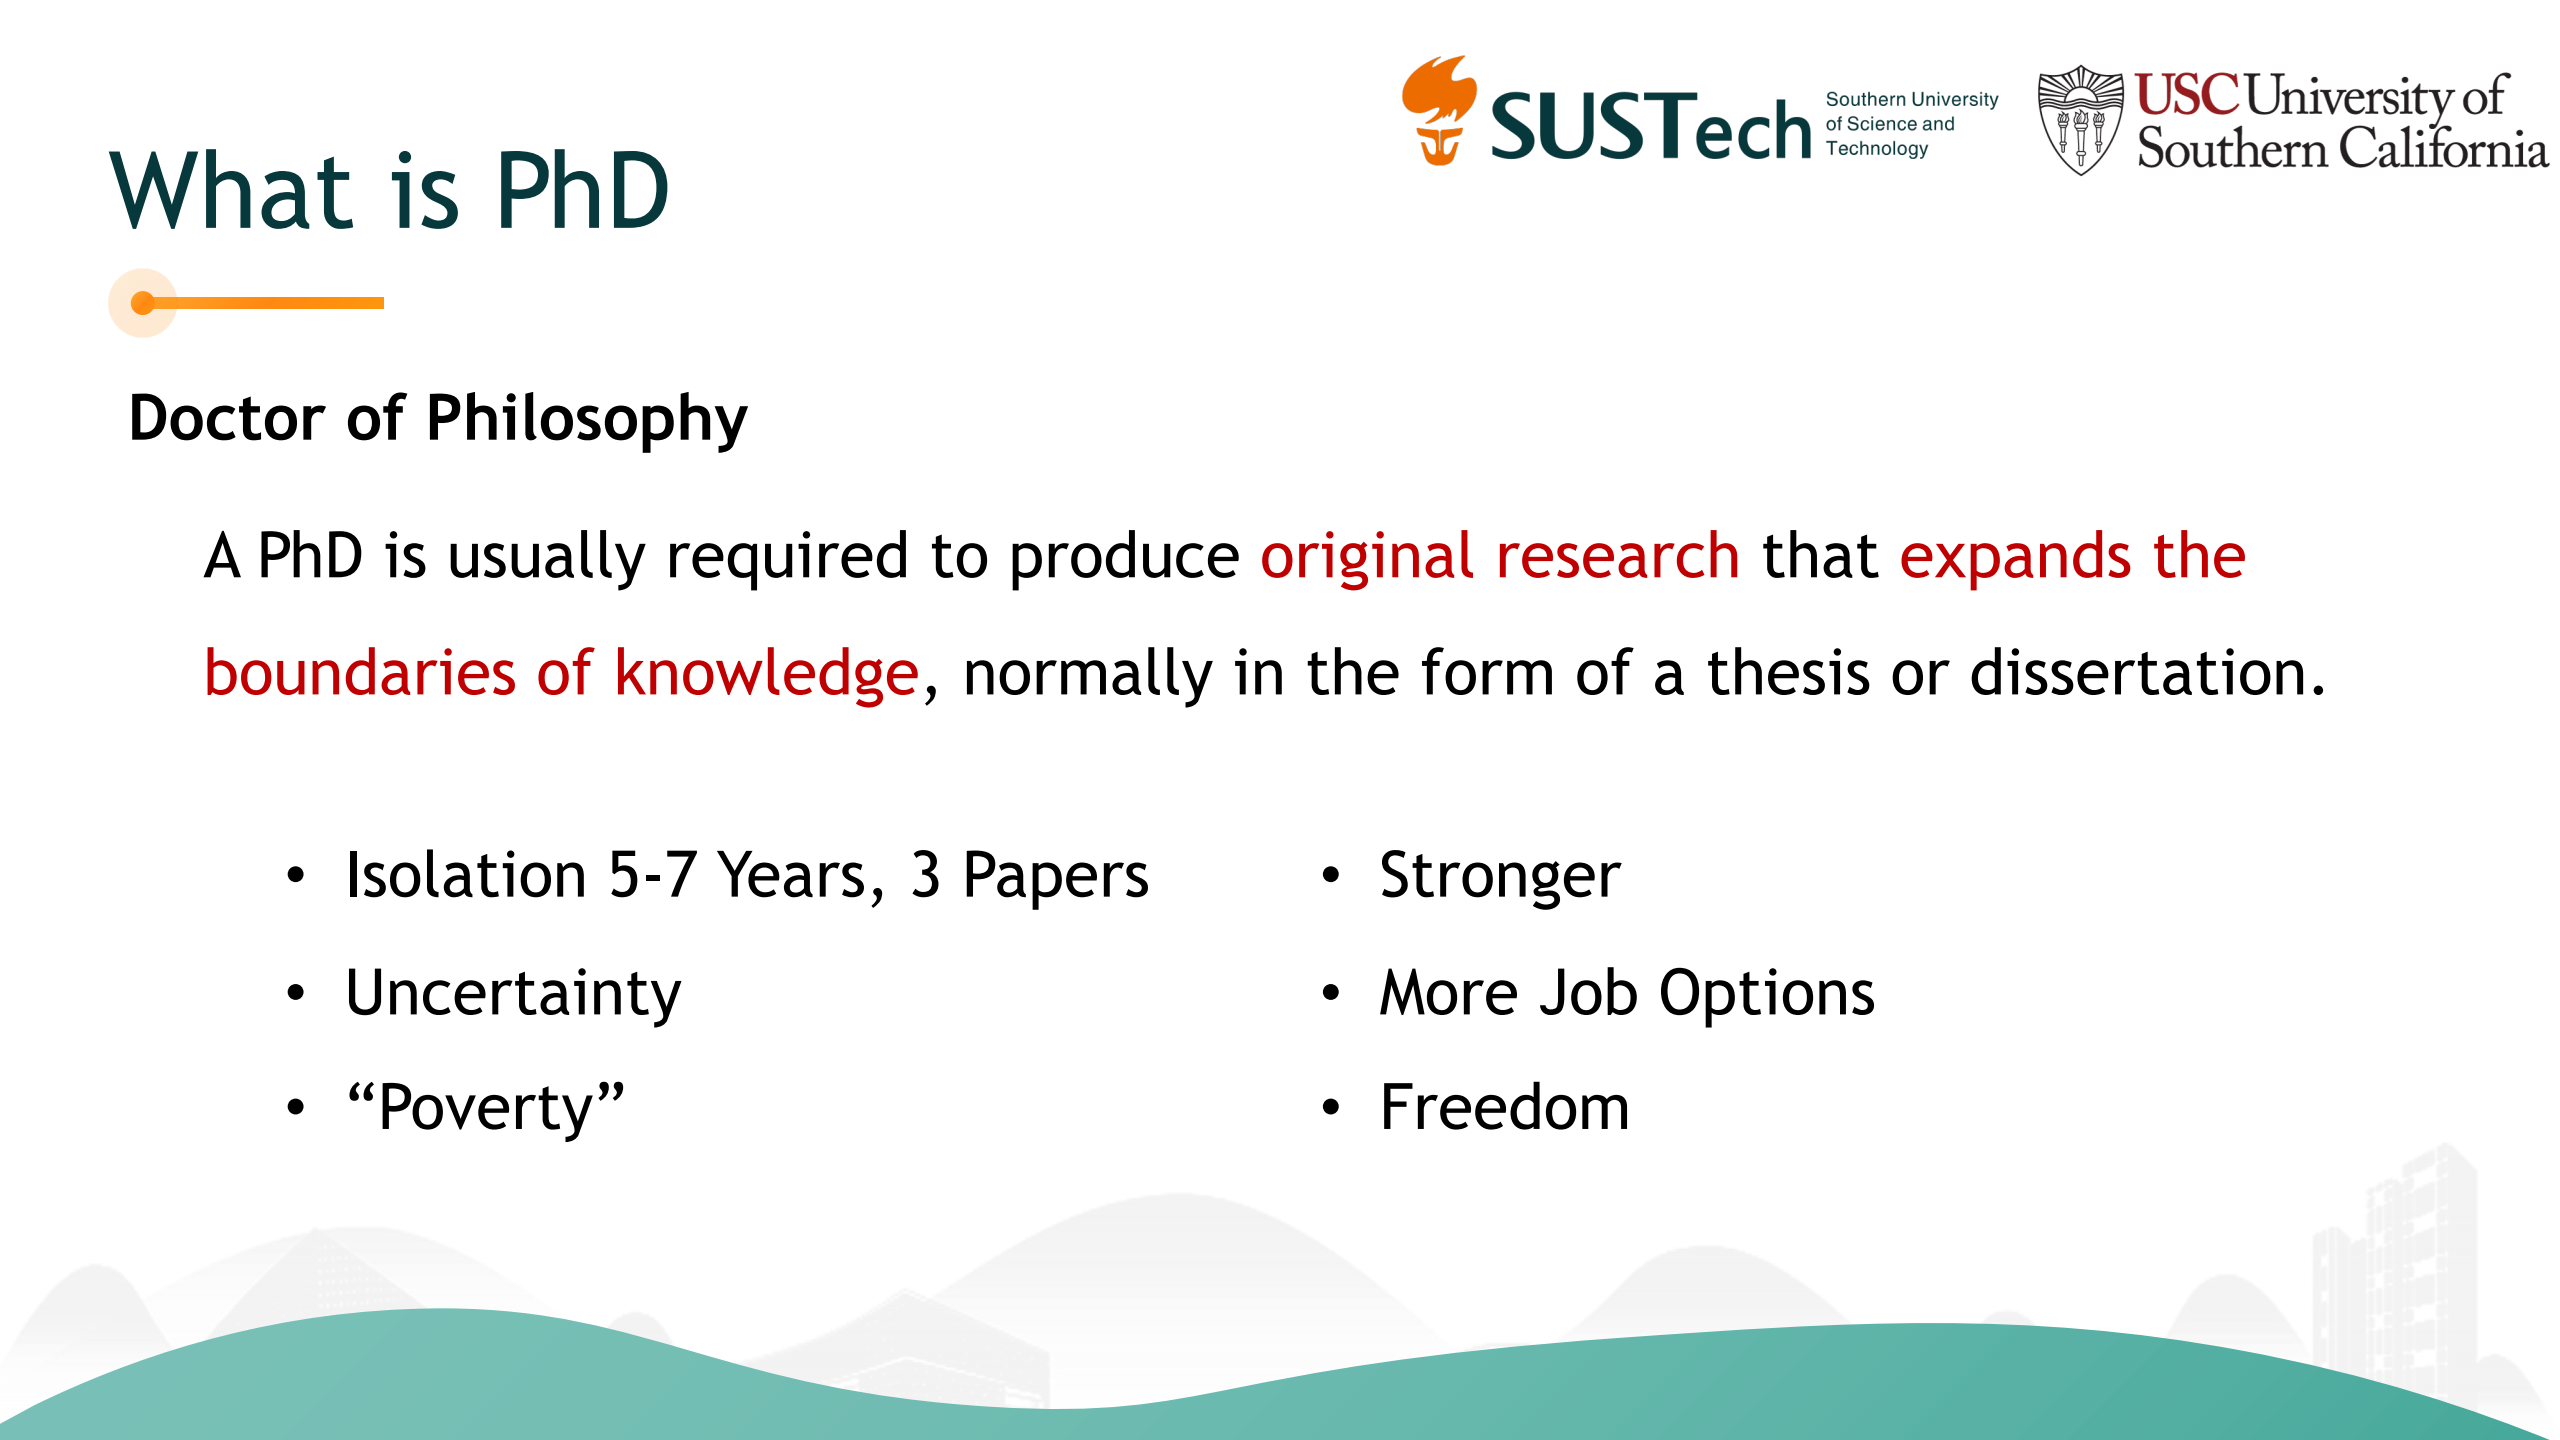 SUSTech
Southern University
of Science and
Technology
USC University of
Southern California
What is PhD
Doctor of Philosophy
A PhD is usually required to produce original research that expands the
boundaries of knowledge, normally in the form of a thesis or dissertation.
• Isolation 5-7 Years, 3 Papers
• Uncertainty
• “Poverty”
• Stronger
• More Job Options
• Freedom